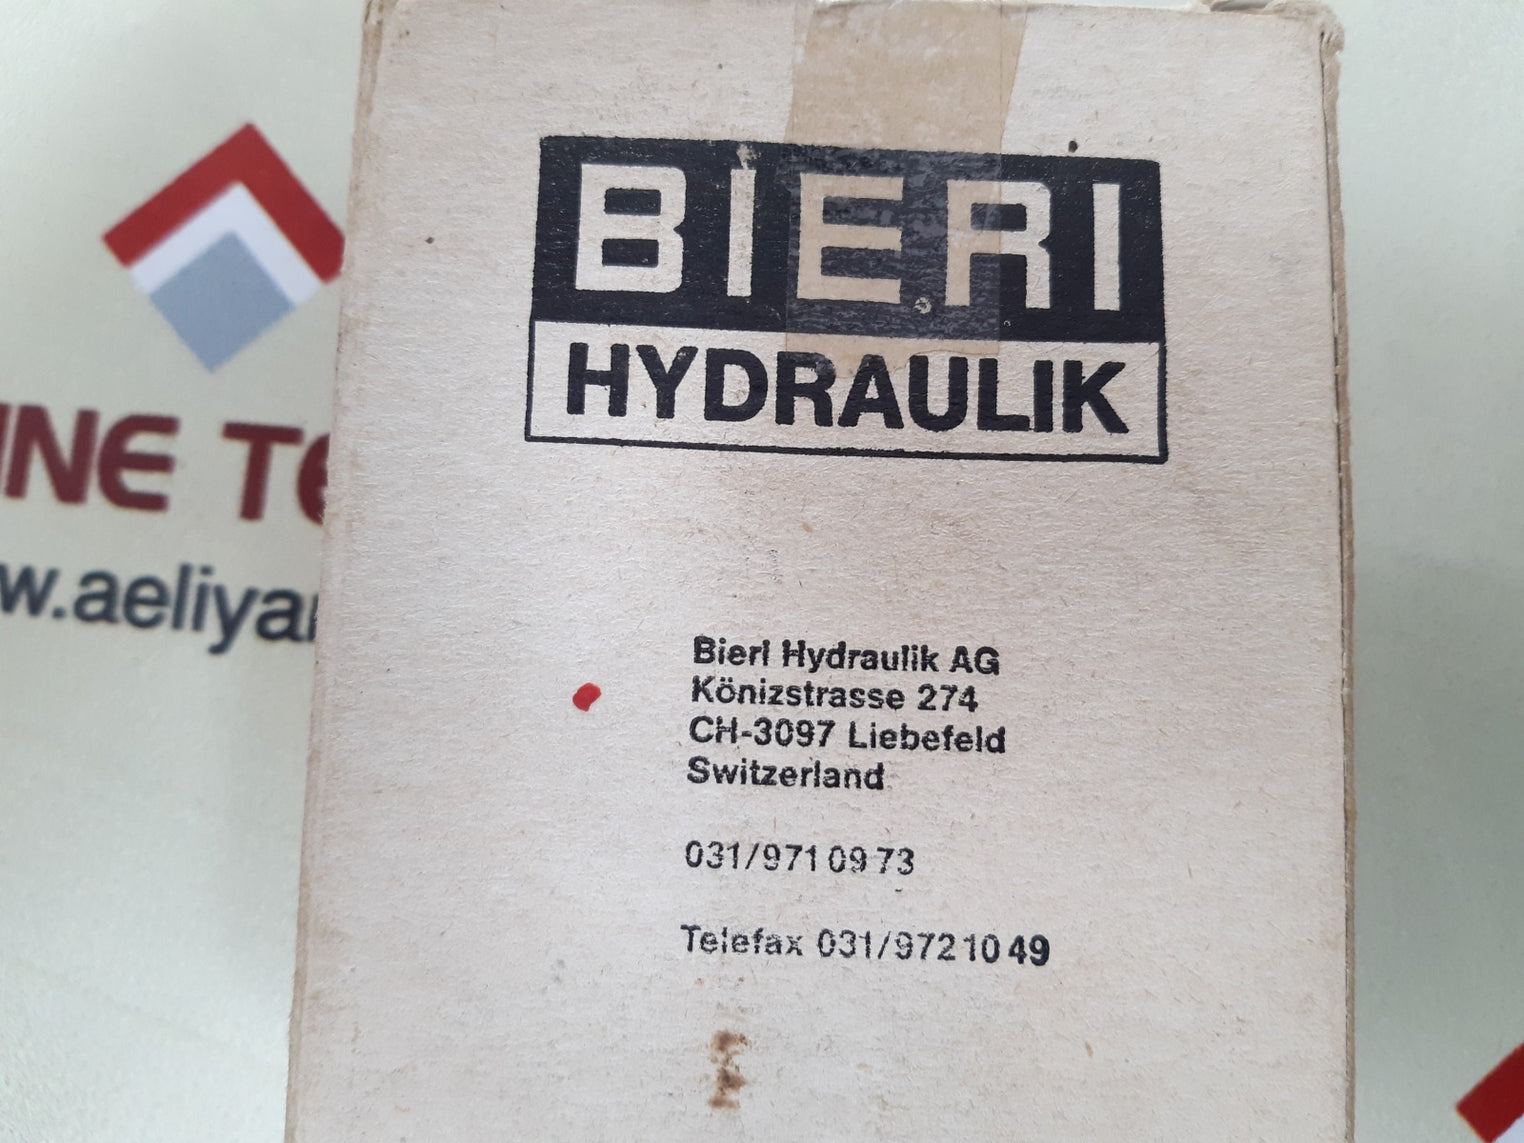 BIERI
HYDRAULIK
Bieri Hydraulik AG
Könizstrasse 274
CH-3097 Liebefeld
Switzerland
031/971 09 73
Telefax 031/972 10 49
INE TE
w.aeliyar